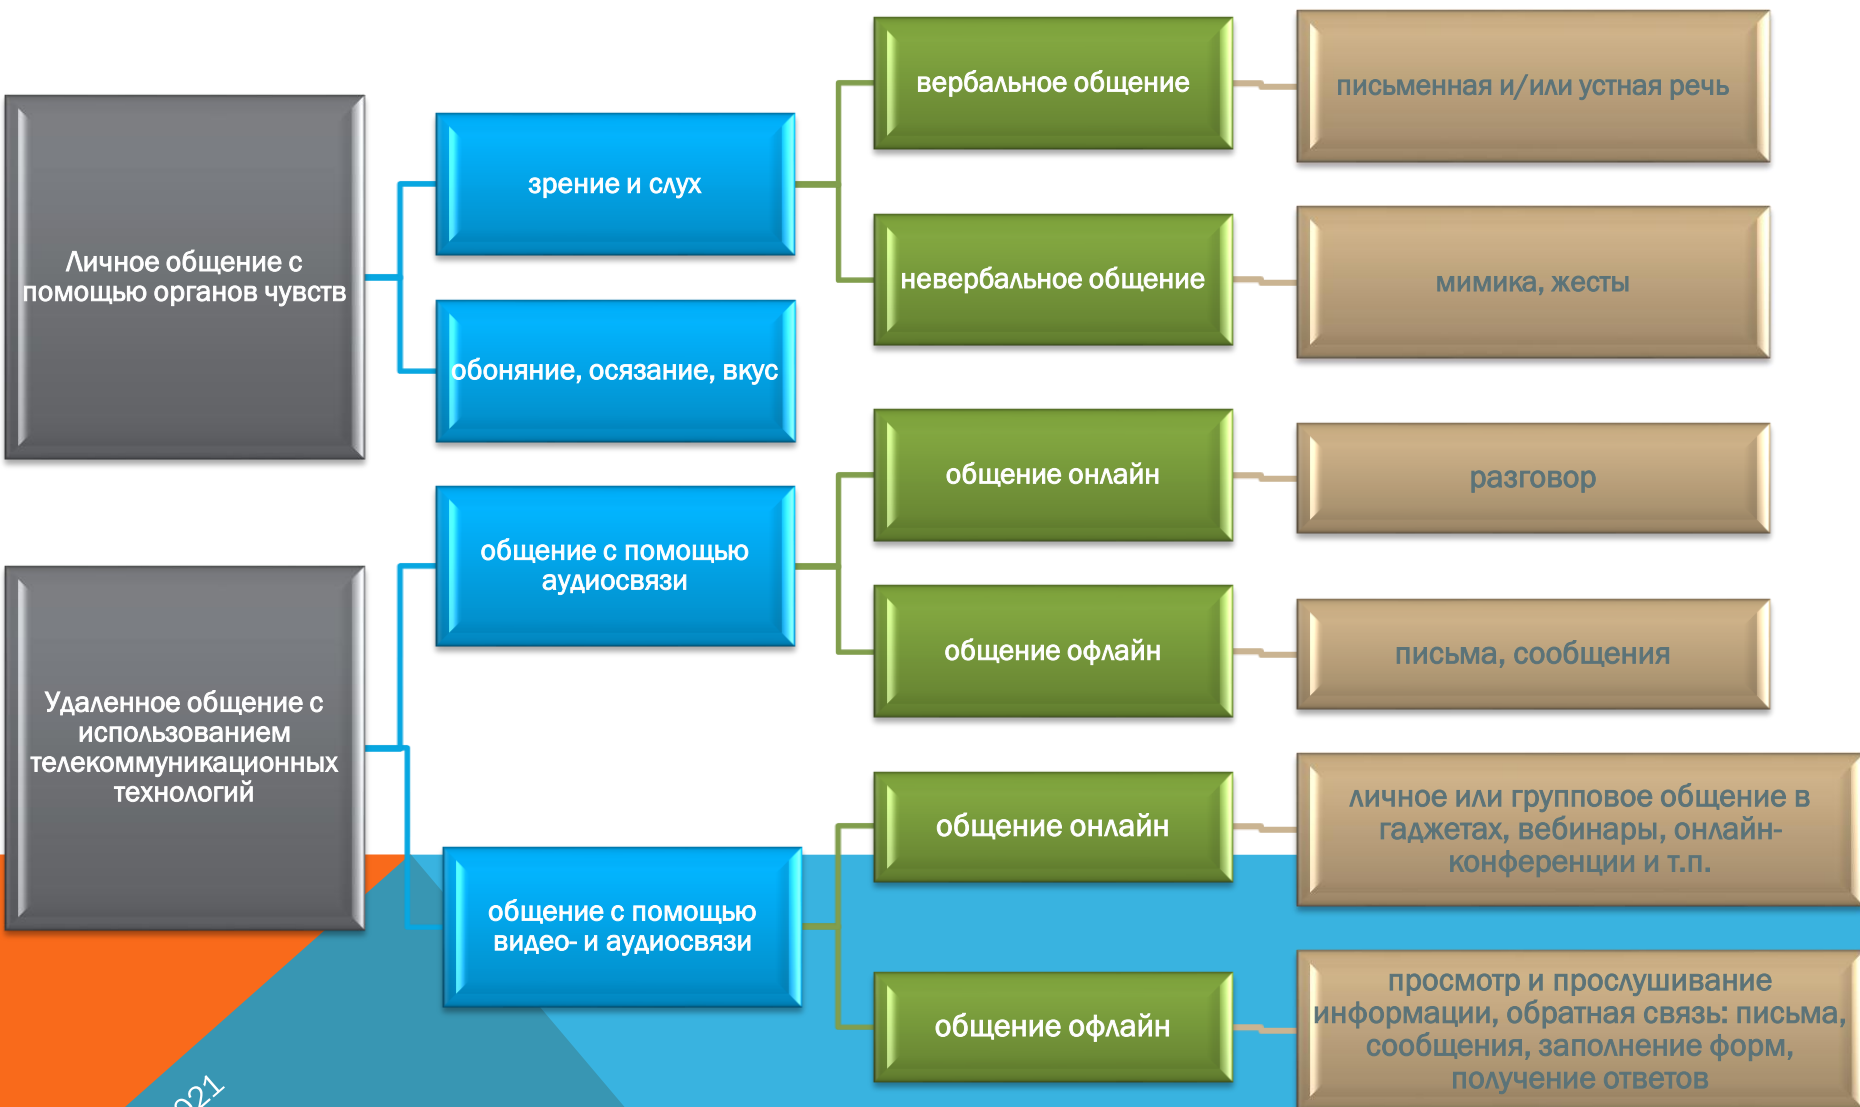 Личное общение с
помощью органов чувств
зрение и слух
вербальное общение
письменная и/или устная речь
невербальное общение
мимика, жесты
обоняние, осязание, вкус
Удаленное общение с
использованием
телекоммуникационных
технологий
общение с помощью
аудиосвязи
общение онлайн
разговор
общение офлайн
письма, сообщения
общение с помощью
видео- и аудиосвязи
общение онлайн
личное или групповое общение в
гаджетах, вебинары, онлайн-
конференции и т.п.
общение офлайн
просмотр и прослушивание
информации, обратная связь: письма,
сообщения, заполнение форм,
получение ответов